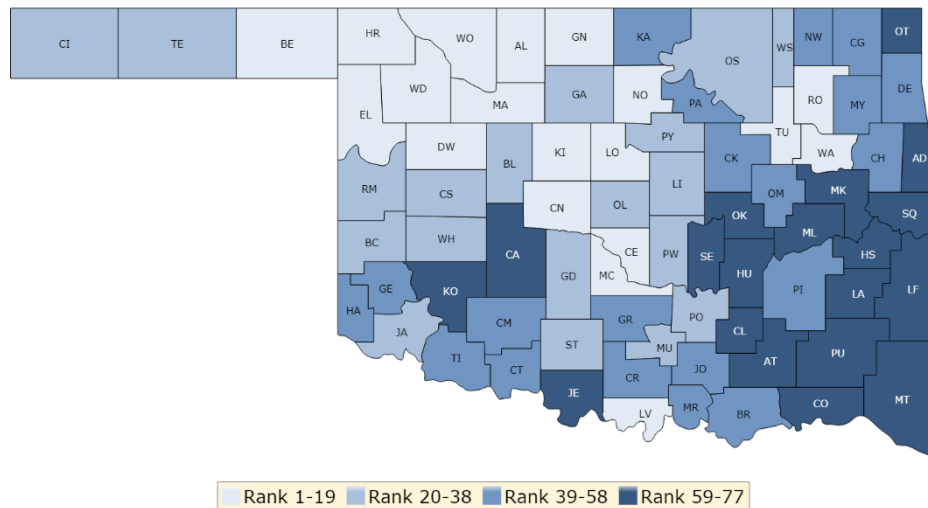 CI TE BE HR WO AL GN KA OS WS NW CG OT
EL WD MA GA NO PA RO MY DE
RM DW BL KI LO PY CK TU WA CH AD
CS CN OL LI OM MK SQ
BC WH CA GD MC CE PW SE OK ML HS
HA GE KO HU PI LA LF
JA CM GR PO CL
TI CT ST MU JO AT PU
JE CR LV MR BR CO MT
Rank 1-19 Rank 20-38 Rank 39-58 Rank 59-77